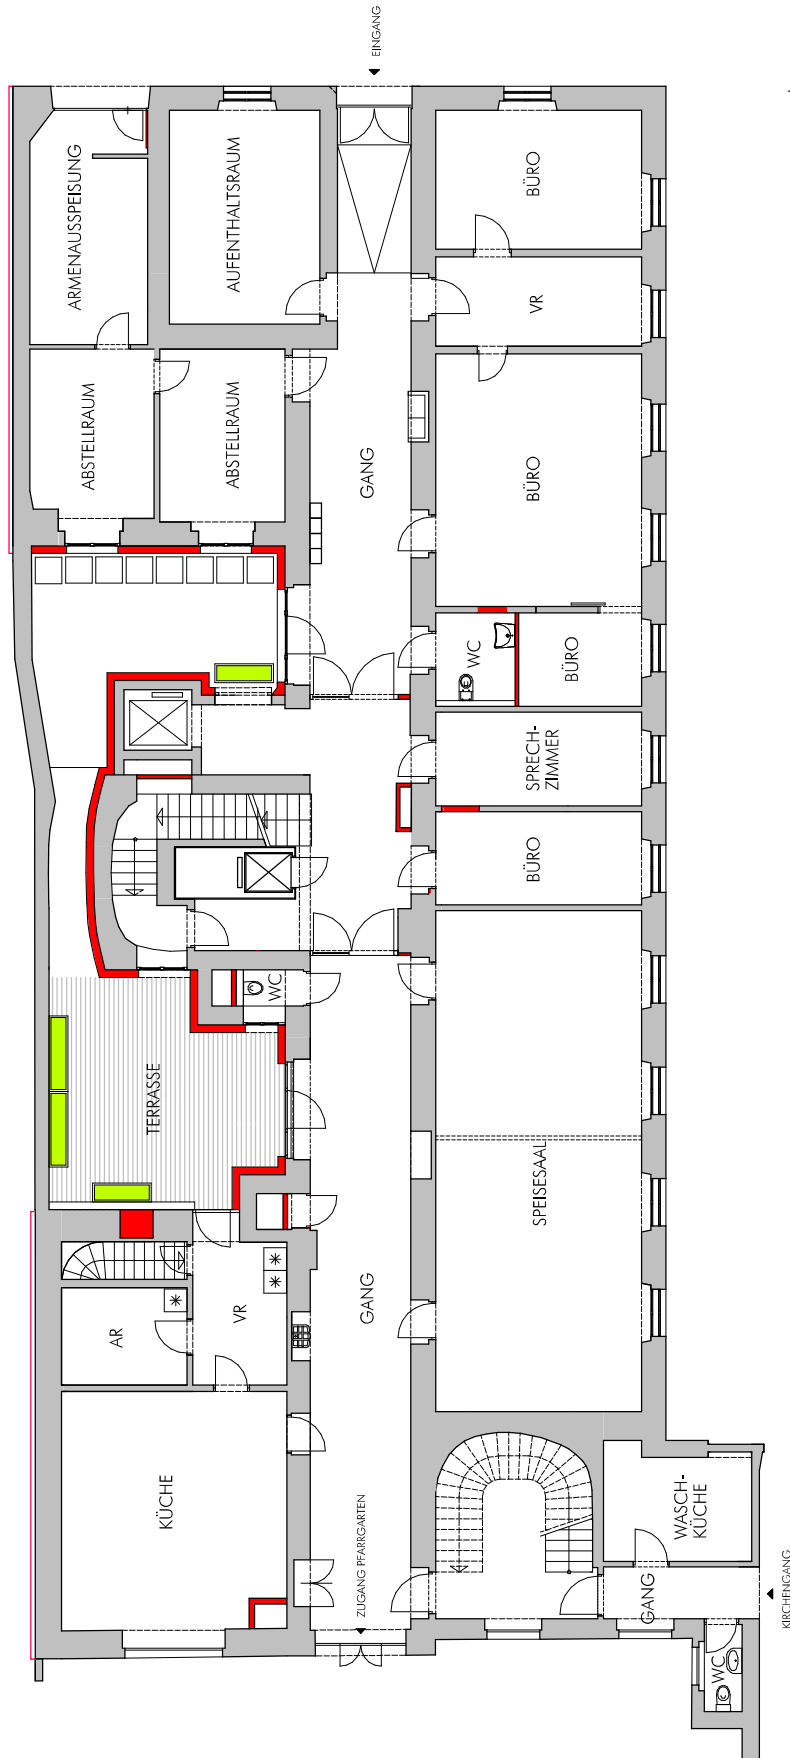 EINGANG
ARMENAUSSPEISUNG
AUFENTHALTSRAUM
BÜRO
VR
ABSTELLRAUM
ABSTELLRAUM
GANG
BÜRO
WC
BÜRO
SPRECH-
ZIMMER
BÜRO
WC
TERRASSE
SPEISESAAL
AR
VR
GANG
KÜCHE
ZUGANG PFARRGARTEN
WASCH-
KÜCHE
GANG
KIRCHENGANG
WC